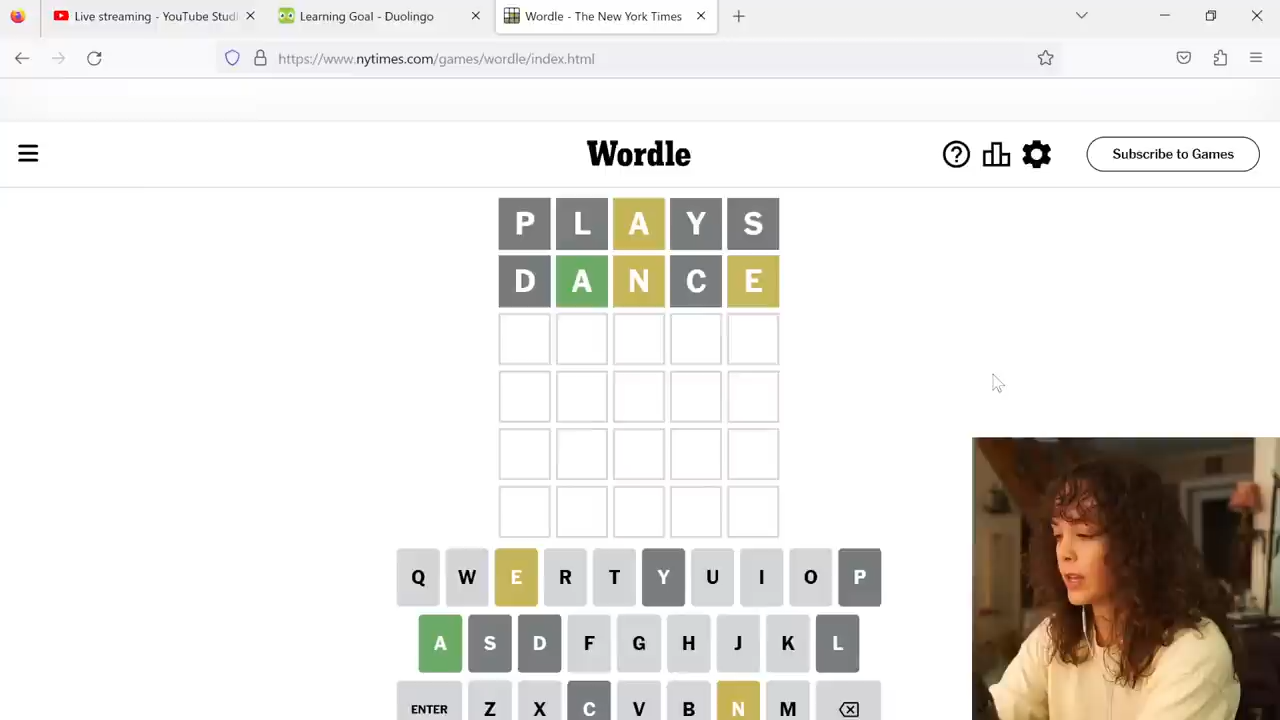 Live streaming - YouTube Stud
Learning Goal - Duolingo
Wordle - The New York Times
https://www.nytimes.com/games/wordle/index.html
Wordle
Subscribe to Games
P L A Y S
D A N C E
Q W E R T Y U I O P
A S D F G H J K L
ENTER Z X C V B N M